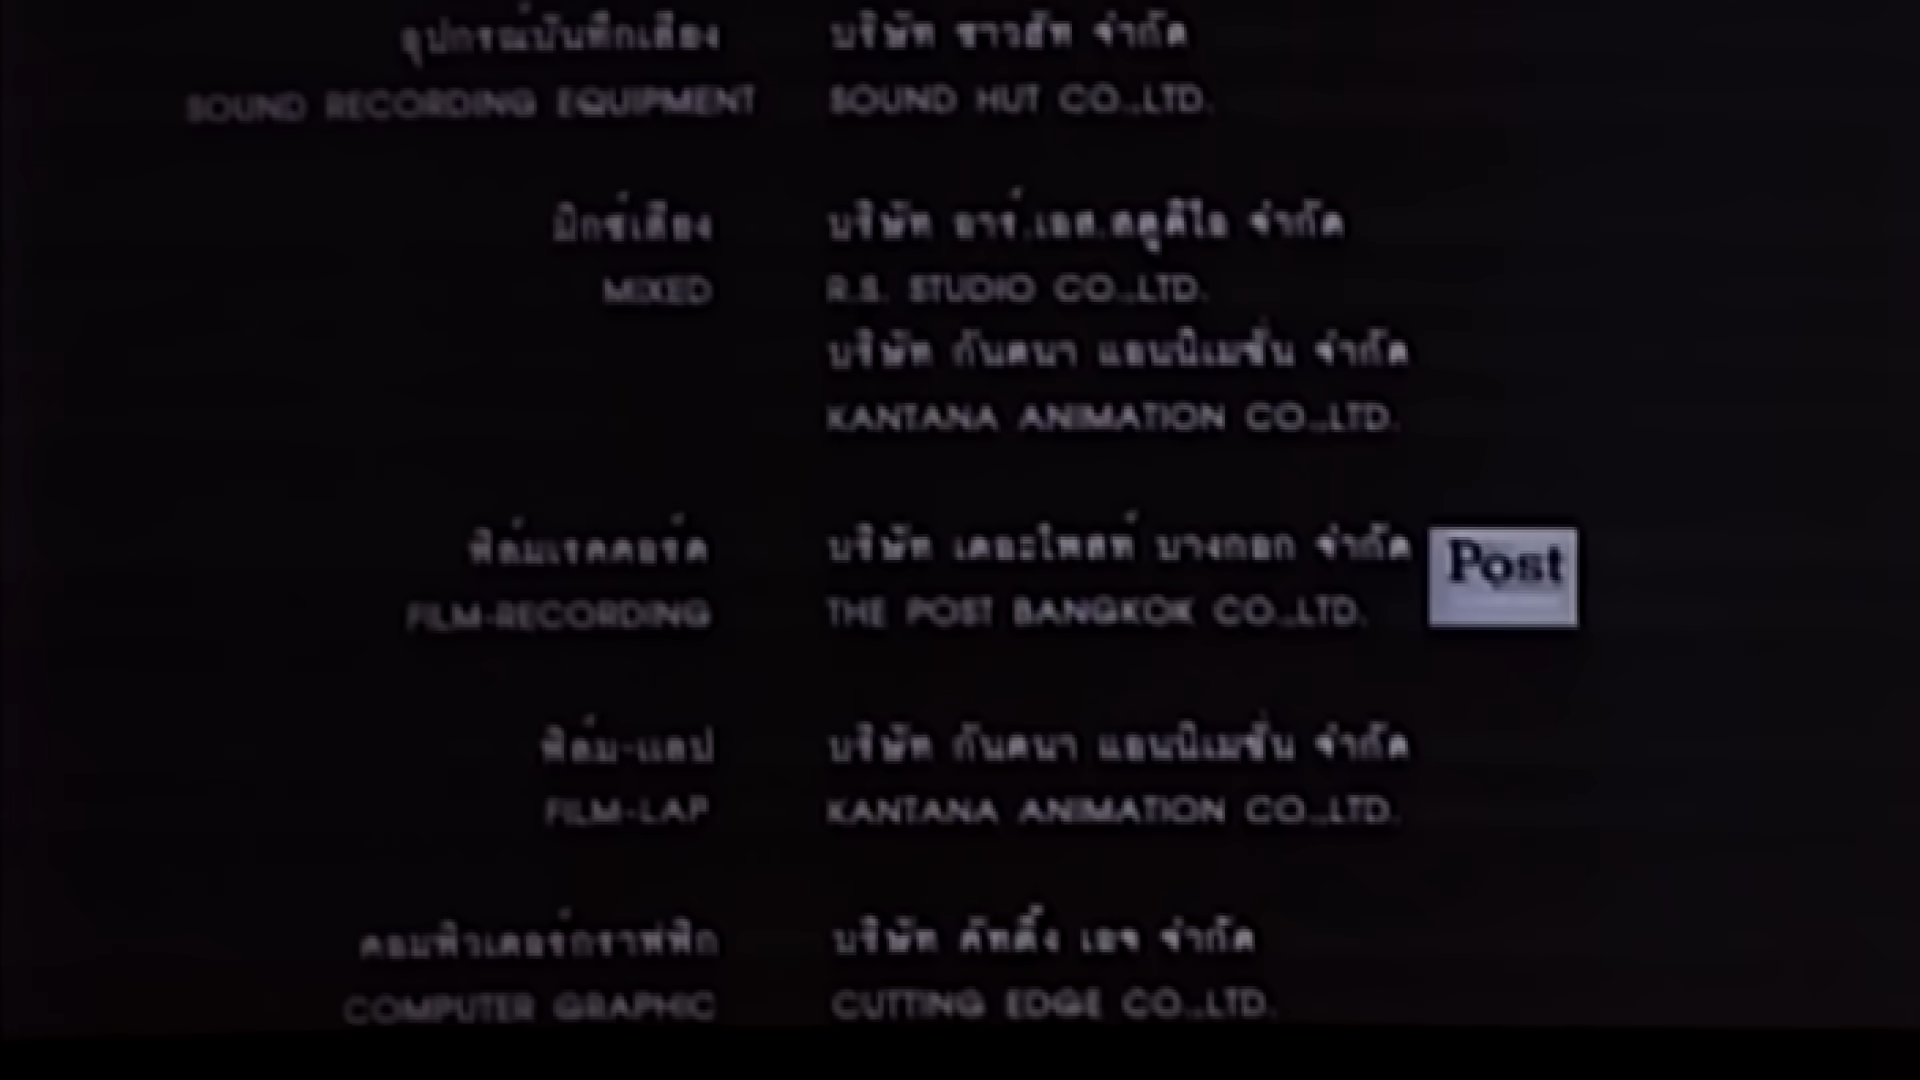 อุปกรณ์บันทึกเสียง บริษัท ซาวฮัท จำกัด
SOUND RECORDING EQUIPMENT SOUND HUT CO.,LTD.
มิกซ์เสียง บริษัท อาร์.เอส.สตูดิโอ จำกัด
MIXED R.S. STUDIO CO.,LTD.
บริษัท กันตนา แอนนิเมชั่น จำกัด
KANTANA ANIMATION CO.,LTD.
ฟิล์มเรคคอร์ด บริษัท เดอะโพสท์ บางกอก จำกัด Post
FILM-RECORDING THE POST BANGKOK CO.,LTD.
ฟิล์ม-แลป บริษัท กันตนา แอนนิเมชั่น จำกัด
FILM-LAP KANTANA ANIMATION CO.,LTD.
คอมพิวเตอร์กราฟฟิก บริษัท คัทติ้ง เอจ จำกัด
COMPUTER GRAPHIC CUTTING EDGE CO.,LTD.